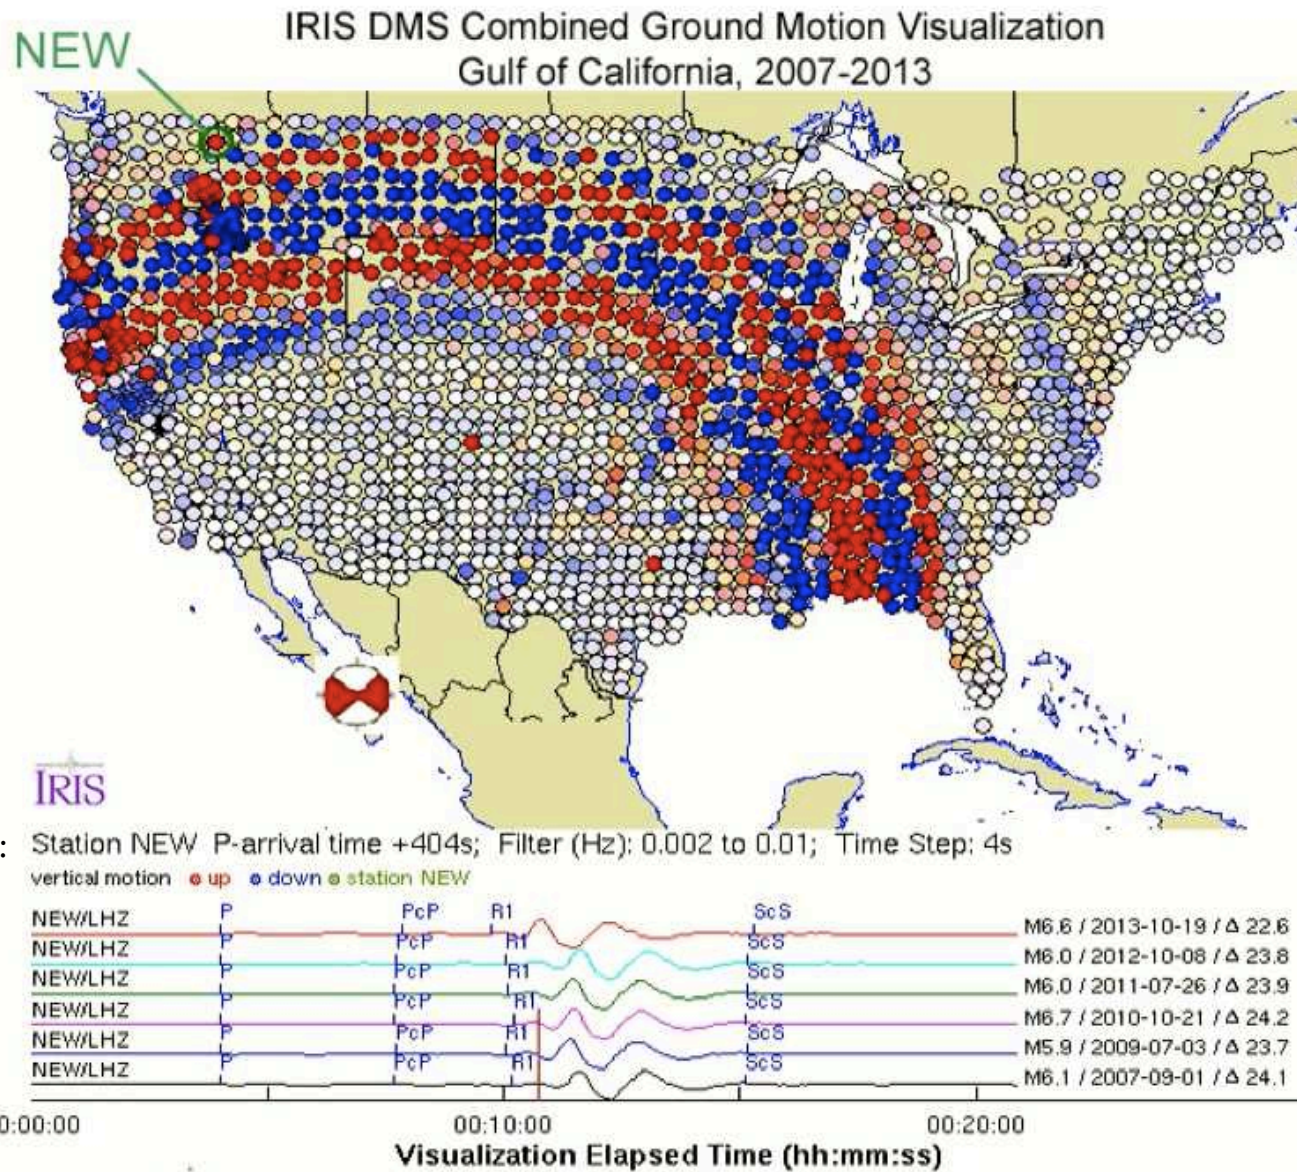 IRIS DMS Combined Ground Motion Visualization
Gulf of California, 2007-2013
NEW
IRIS
: Station NEW P-arrival time +404s; Filter (Hz): 0.002 to 0.01; Time Step: 4s
vertical motion up down station NEW
NEW/LHZ P PcP R1 ScS M6.6 / 2013-10-19 / Δ 22.6
NEW/LHZ P PcP R1 ScS M6.0 / 2012-10-08 / Δ 23.8
NEW/LHZ P PcP R1 ScS M6.0 / 2011-07-26 / Δ 23.9
NEW/LHZ P PcP R1 ScS M6.7 / 2010-10-21 / Δ 24.2
NEW/LHZ P PcP R1 ScS M5.9 / 2009-07-03 / Δ 23.7
NEW/LHZ P PcP R1 ScS M6.1 / 2007-09-01 / Δ 24.1
0:00:00 00:10:00 00:20:00
Visualization Elapsed Time (hh:mm:ss)